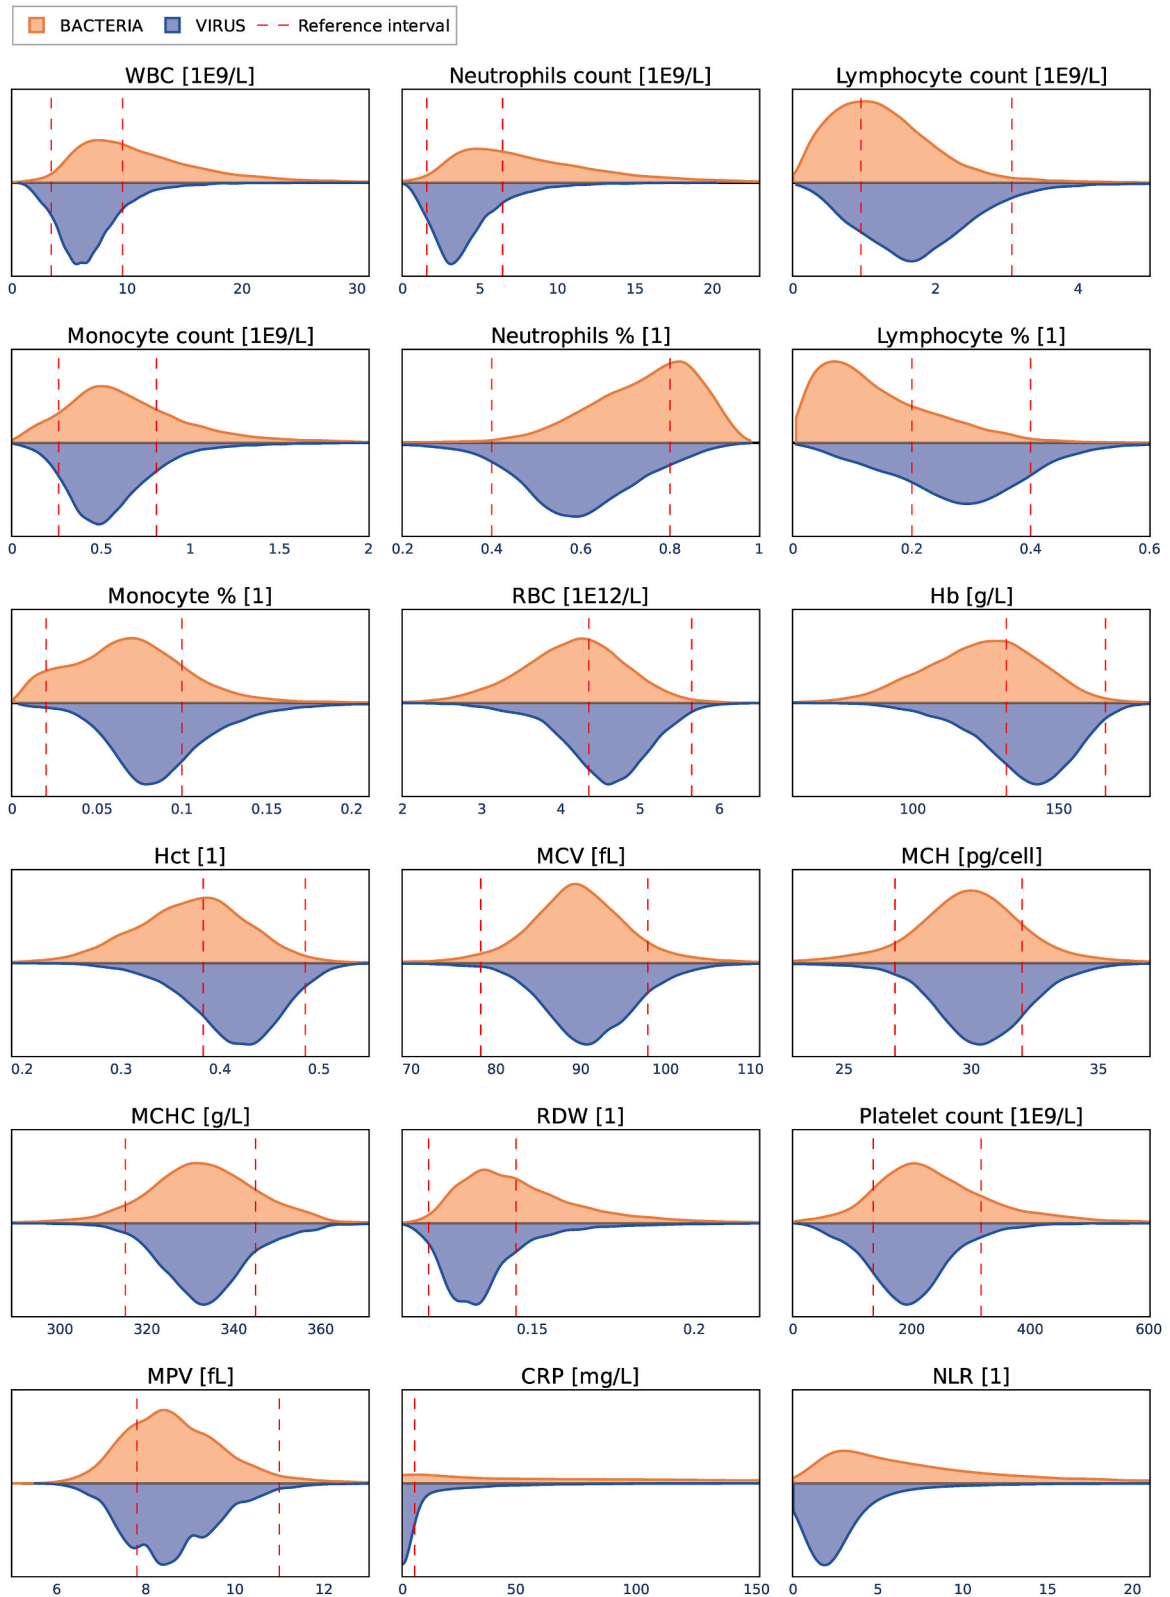 BACTERIA VIRUS Reference interval
WBC [1E9/L] Neutrophils count [1E9/L] Lymphocyte count [1E9/L]
0 10 20 30 0 5 10 15 20 0 2 4
Monocyte count [1E9/L] Neutrophils % [1] Lymphocyte % [1]
0 0.5 1 1.5 2 0.2 0.4 0.6 0.8 1 0 0.2 0.4 0.6
Monocyte % [1] RBC [1E12/L] Hb [g/L]
0 0.05 0.1 0.15 0.2 2 3 4 5 6 100 150
Hct [1] MCV [fL] MCH [pg/cell]
0.2 0.3 0.4 0.5 70 80 90 100 110 25 30 35
MCHC [g/L] RDW [1] Platelet count [1E9/L]
300 320 340 360 0.15 0.2 0 200 400 600
MPV [fL] CRP [mg/L] NLR [1]
6 8 10 12 0 50 100 150 0 5 10 15 20